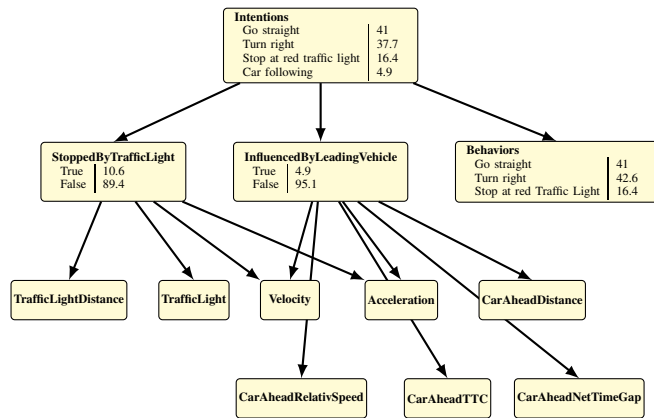 Intentions
Go straight 41
Turn right 37.7
Stop at red traffic light 16.4
Car following 4.9
StoppedByTrafficLight
True 10.6
False 89.4
InfluencedByLeadingVehicle
True 4.9
False 95.1
Behaviors
Go straight 41
Turn right 42.6
Stop at red Traffic Light 16.4
TrafficLightDistance
TrafficLight
Velocity
Acceleration
CarAheadDistance
CarAheadRelativSpeed
CarAheadTTC
CarAheadNetTimeGap